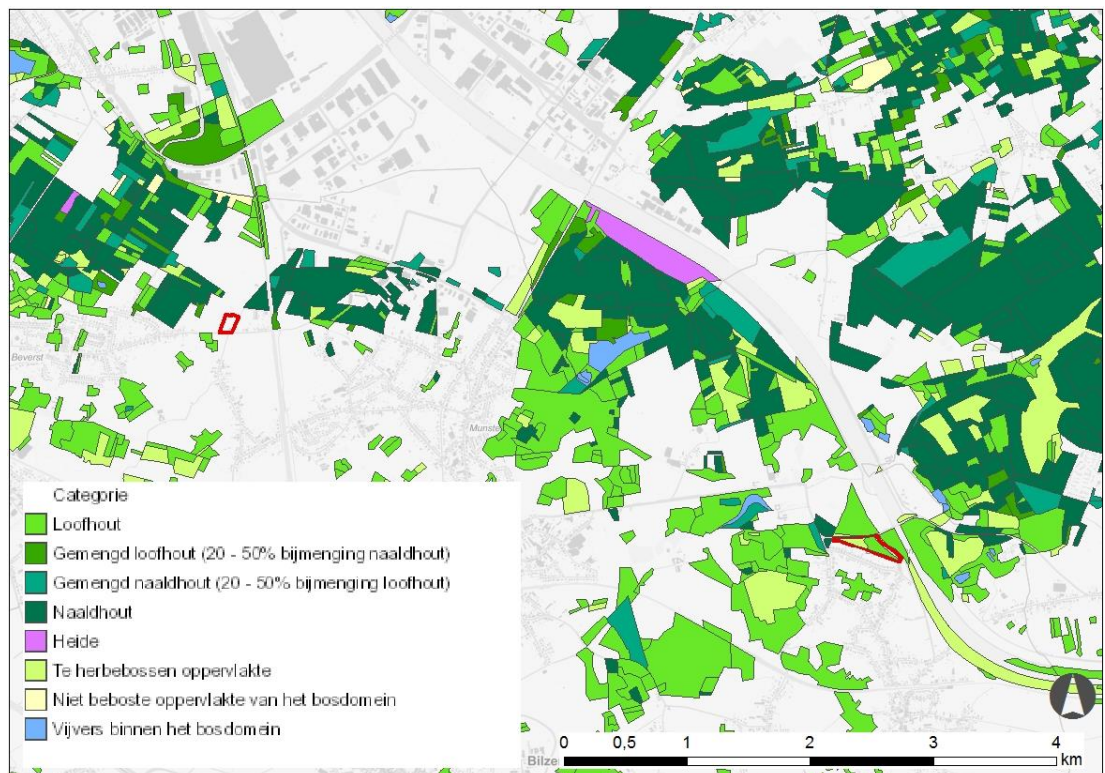 Beverst
Munste
Categorie
Loofhout
Gemengd loofhout (20 - 50% bijmenging naaldhout)
Gemengd naaldhout (20 - 50% bijmenging loofhout)
Naaldhout
Heide
Te herbebossen oppervlakte
Niet beboste oppervlakte van het bosdomein
Vijvers binnen het bosdomein
0 0,5 1 2 3 4
km
Bilze